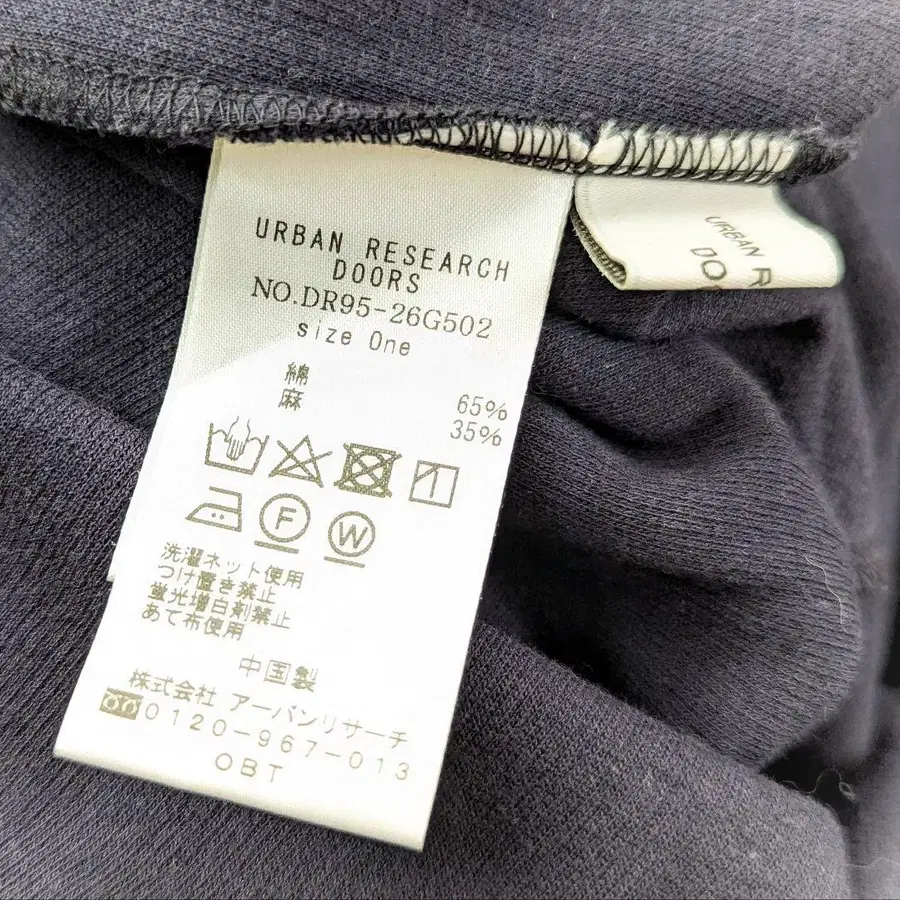 URBAN RESEARCH
DOORS
NO.DR95-26G502
size One
綿 65%
麻 35%
F
W
洗濯ネット使用
つけ置き禁止
蛍光増白剤禁止
あて布使用
中国製
株式会社 アーバンリサーチ
0120-967-013
OBT
URBAN R
DO